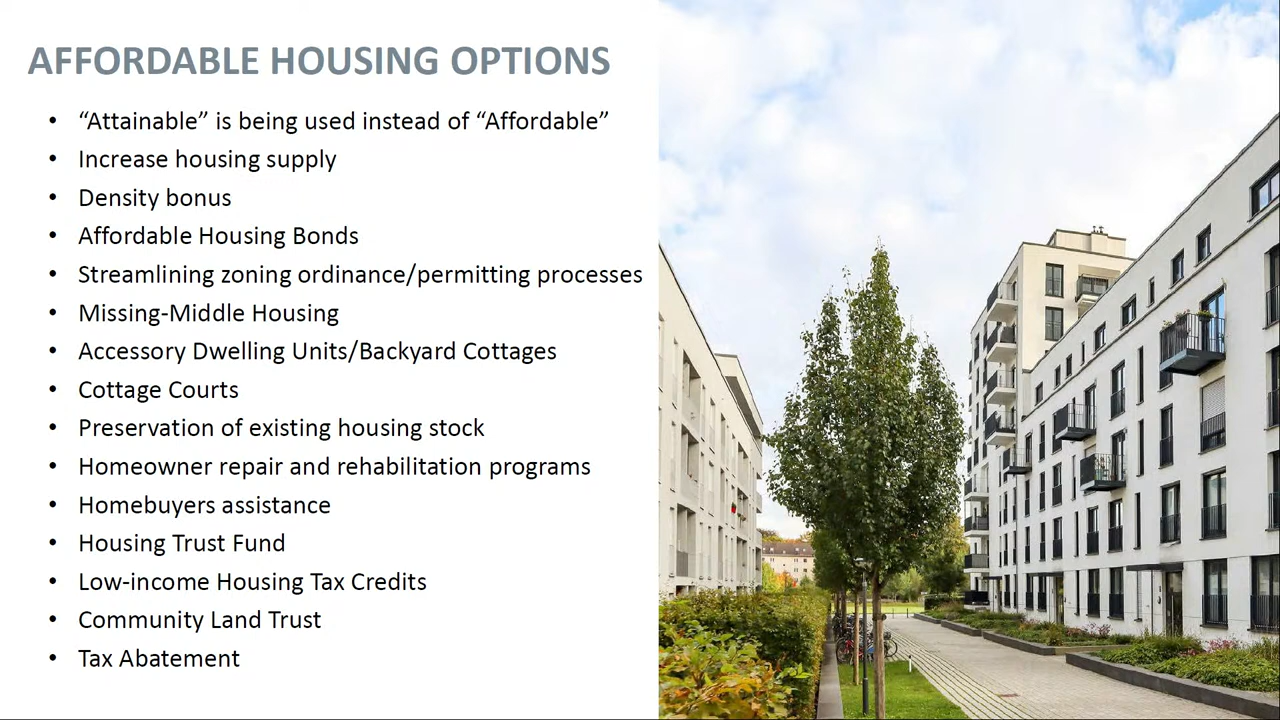 AFFORDABLE HOUSING OPTIONS
• “Attainable” is being used instead of “Affordable”
• Increase housing supply
• Density bonus
• Affordable Housing Bonds
• Streamlining zoning ordinance/permitting processes
• Missing-Middle Housing
• Accessory Dwelling Units/Backyard Cottages
• Cottage Courts
• Preservation of existing housing stock
• Homeowner repair and rehabilitation programs
• Homebuyers assistance
• Housing Trust Fund
• Low-income Housing Tax Credits
• Community Land Trust
• Tax Abatement